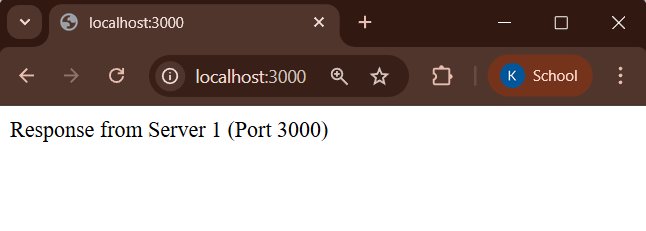 localhost:3000
localhost:3000
K School
Response from Server 1 (Port 3000)